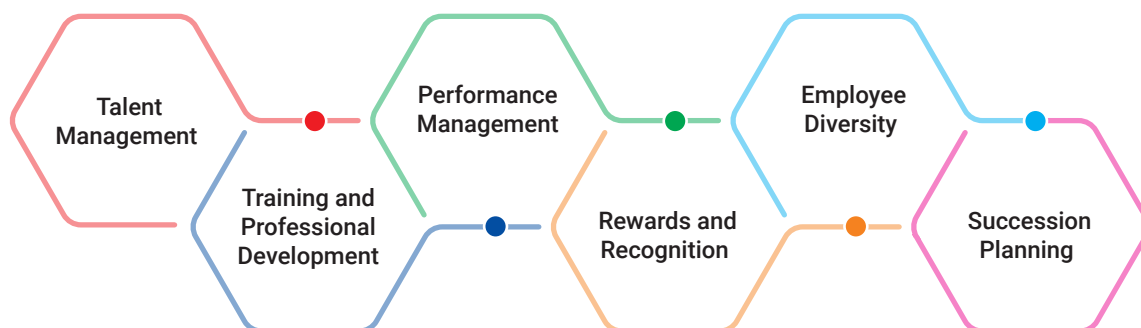 Talent
Management
Training and
Professional
Development
Performance
Management
Rewards and
Recognition
Employee
Diversity
Succession
Planning